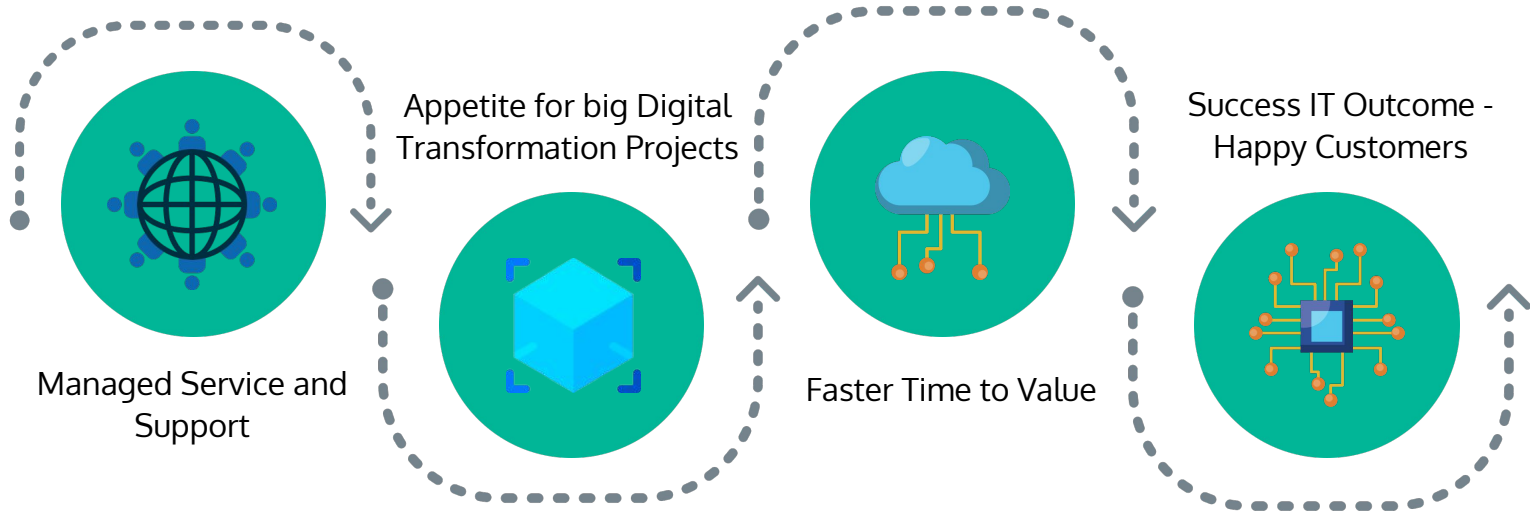 Managed Service and
Support
Appetite for big Digital
Transformation Projects
Faster Time to Value
Success IT Outcome -
Happy Customers